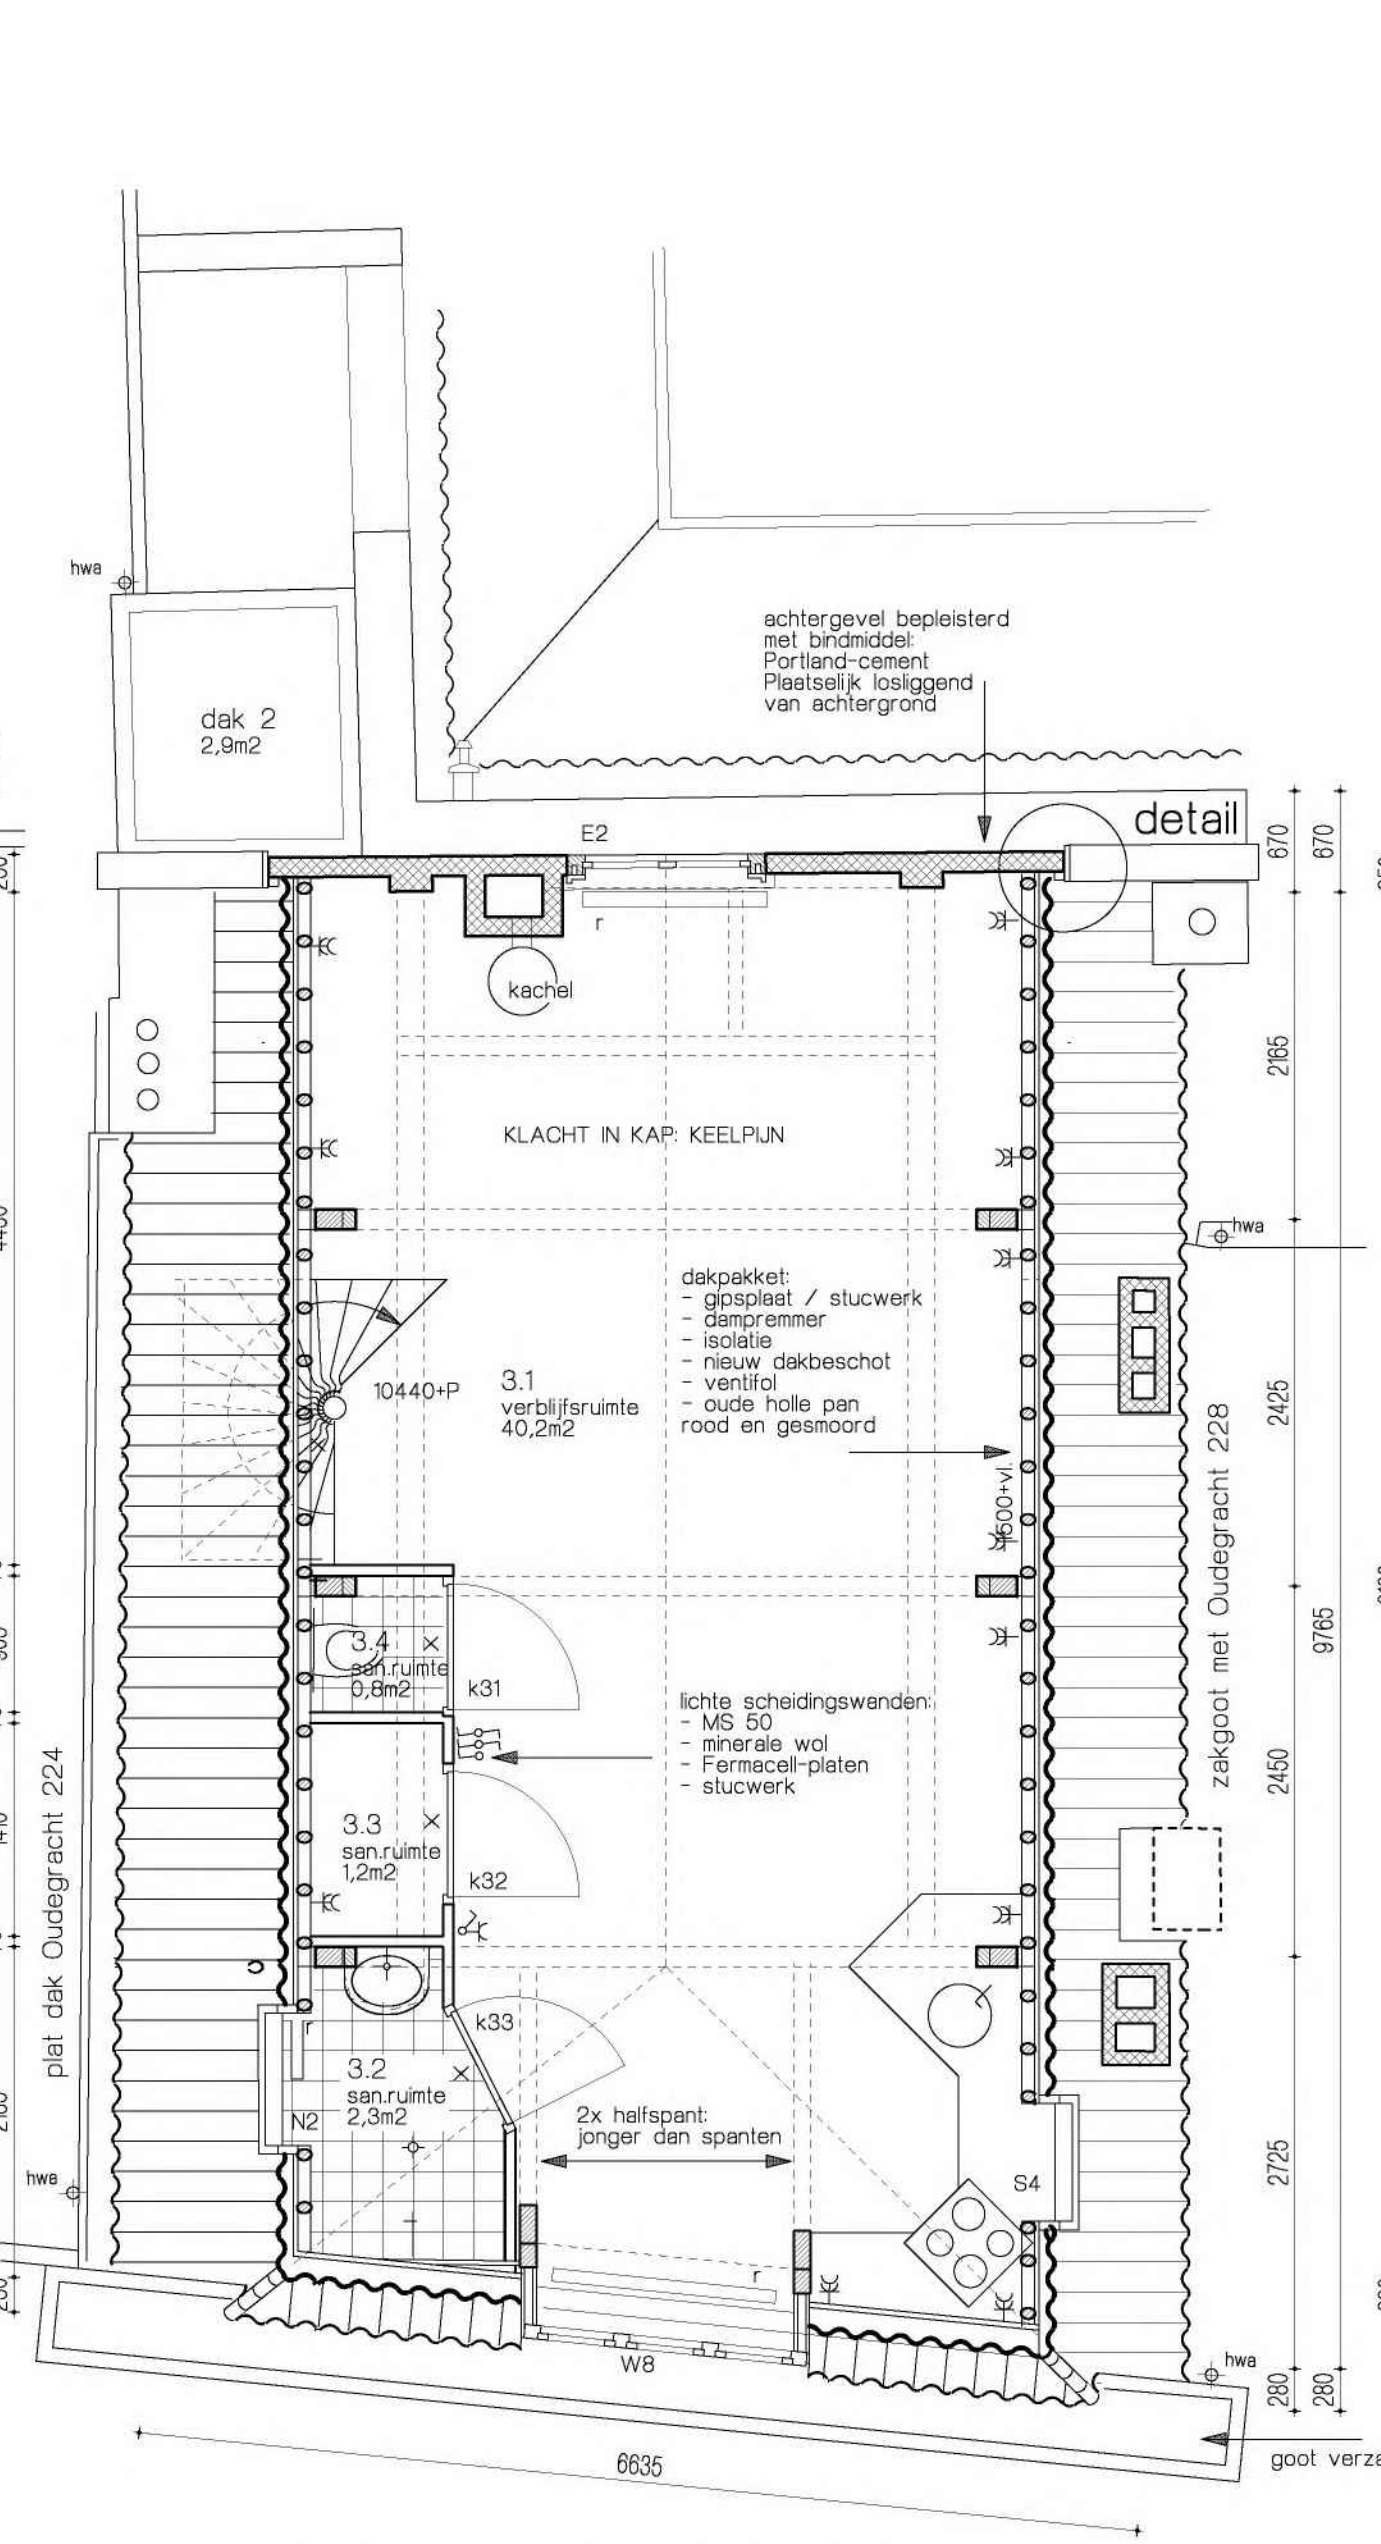 hwa
achtergevel bepleisterd
met bindmiddel:
Portland-cement
Plaatselijk losliggend
van achtergrond
dak 2
2,9m2
detail
E2
670
670
r
kachel
2165
KLACHT IN KAP: KEELPIJN
hwa
dakpakket:
- gipsplaat / stucwerk
- dampremmer
- isolatie
- nieuw dakbeschot
- ventifol
- oude holle pan
rood en gesmoord
10440+P
3.1
verblijfsruimte
40,2m2
2425
1500+vl.
zakgoot met Oudegracht 228
9765
3.4
san.ruimte
0,8m2
k31
lichte scheidingswanden:
- MS 50
- minerale wol
- Fermacell-platen
- stucwerk
2450
3.3
san.ruimte
1,2m2
k32
plat dak Oudegracht 224
k33
r
3.2
san.ruimte
2,3m2
N2
2x halfspant:
jonger dan spanten
2725
S4
hwa
r
W8
hwa
280
280
goot verza
6635